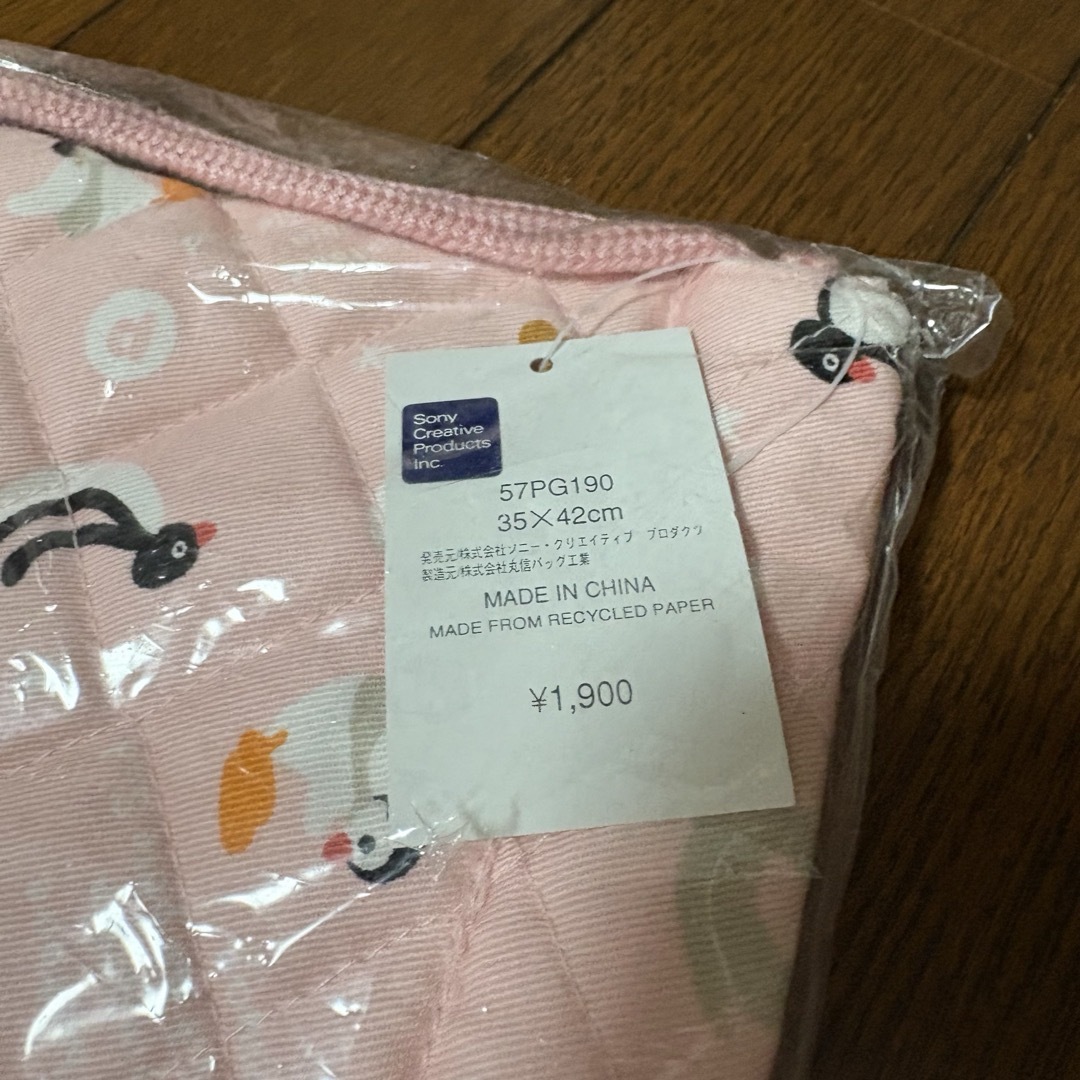 Sony
Creative
Products
Inc.
57PG190
35×42cm
発売元/株式会社ソニー・クリエイティブ プロダクツ
製造元/株式会社丸信バッグ工業
MADE IN CHINA
MADE FROM RECYCLED PAPER
¥1,900